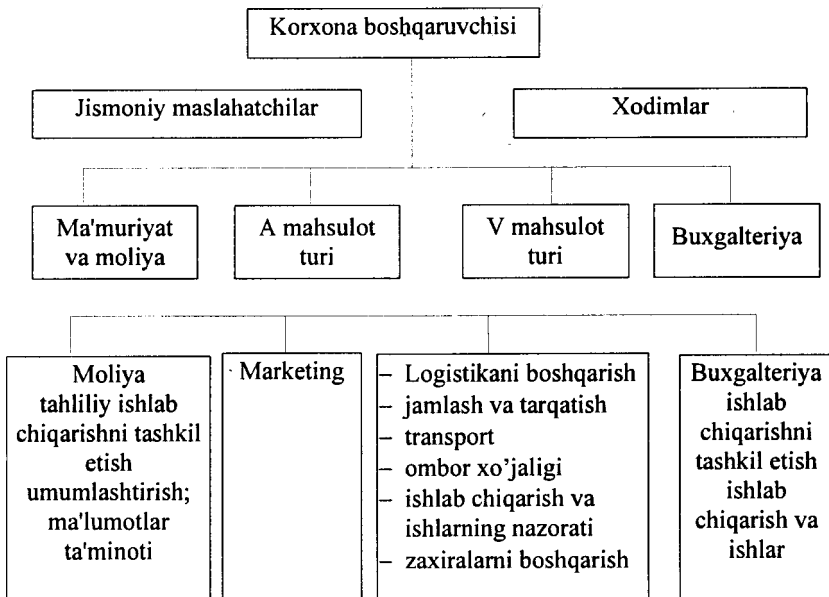 Korxona boshqaruvchisi
Jismoniy maslahatchilar
Xodimlar
Ma'muriyat
va moliya
A mahsulot
turi
V mahsulot
turi
Buxgalteriya
Moliya
tahliliy ishlab
chiqarishni tashkil
etish
umumlashtirish;
ma'lumotlar
ta'minoti
Marketing
– Logistikani boshqarish
– jamlash va tarqatish
– transport
– ombor xo’jaligi
– ishlab chiqarish va
ishlarning nazorati
– zaxiralarni boshqarish
Buxgalteriya
ishlab
chiqarishni
tashkil etish
ishlab
chiqarish va
ishlar